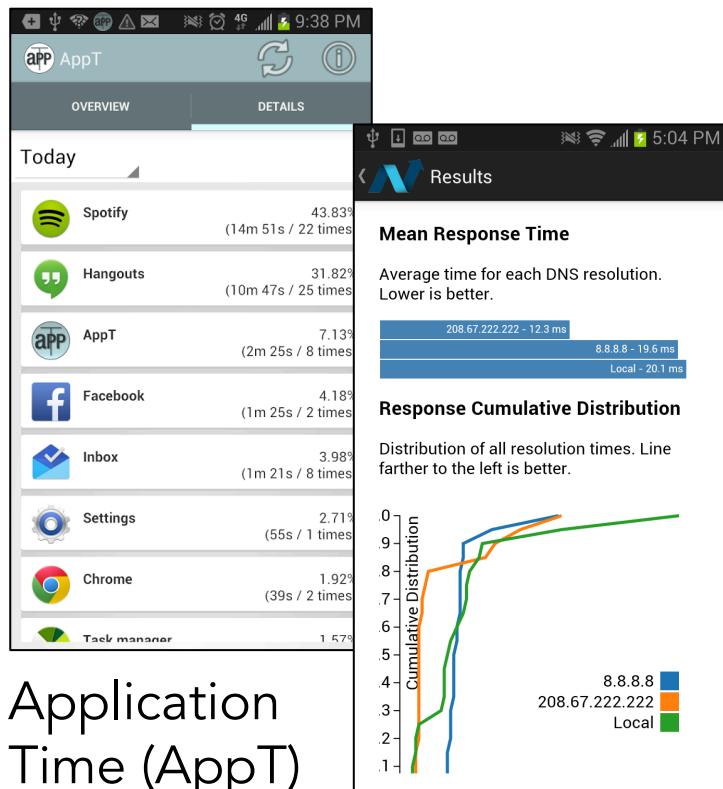 4G 9:38 PM
aPP AppT
OVERVIEW DETAILS
Today
Spotify 43.83%
(14m 51s / 22 times
Hangouts 31.82%
(10m 47s / 25 times
aPP AppT 7.13%
(2m 25s / 8 times
Facebook 4.18%
(1m 25s / 2 times
Inbox 3.98%
(1m 21s / 8 times
Settings 2.71%
(55s / 1 times
Chrome 1.92%
(39s / 2 times
Task manager 1.57%
Application
Time (AppT)
5:04 PM
Results
Mean Response Time
Average time for each DNS resolution.
Lower is better.
208.67.222.222 - 12.3 ms
8.8.8.8 - 19.6 ms
Local - 20.1 ms
Response Cumulative Distribution
Distribution of all resolution times. Line
farther to the left is better.
Cumulative Distribution
.0
.9
.8
.7
.6
.5
.4
.3
.2
.1
8.8.8.8
208.67.222.222
Local